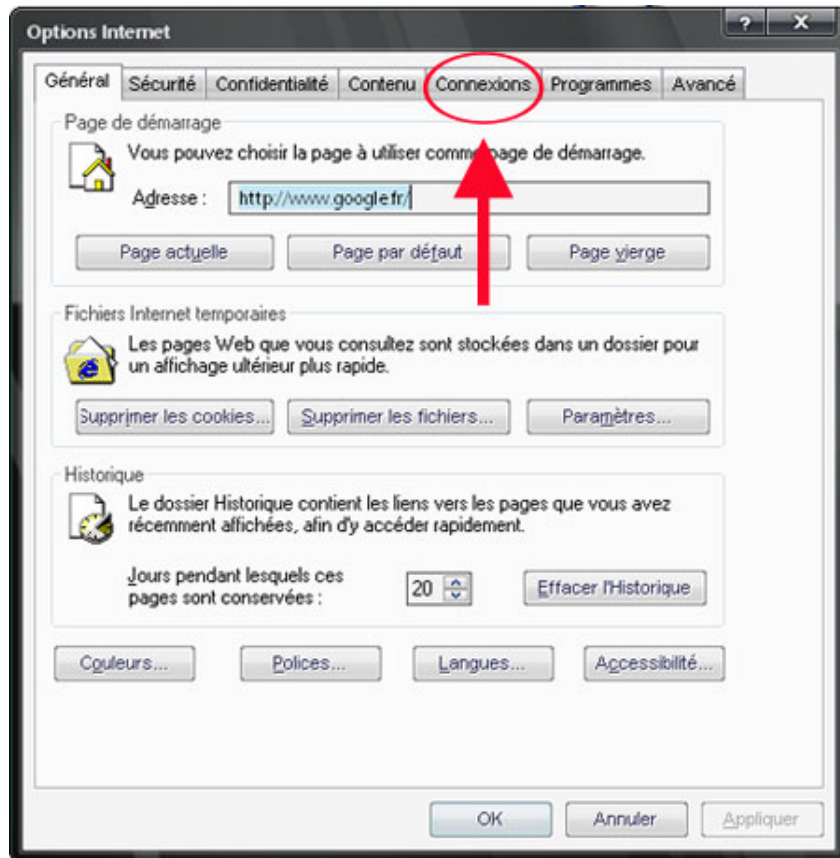 Options Internet
? X
Général Sécurité Confidentialité Contenu Connexions Programmes Avancé
Page de démarrage
Vous pouvez choisir la page à utiliser comme page de démarrage.
Adresse : http://www.google.fr/
Page actuelle Page par défaut Page vierge
Fichiers Internet temporaires
Les pages Web que vous consultez sont stockées dans un dossier pour
un affichage ultérieur plus rapide.
Supprimer les cookies... Supprimer les fichiers... Paramètres...
Historique
Le dossier Historique contient les liens vers les pages que vous avez
récemment affichées, afin d'y accéder rapidement.
Jours pendant lesquels ces
pages sont conservées :
20
Effacer l'Historique
Couleurs... Polices... Langues... Accessibilité...
OK Annuler Appliquer